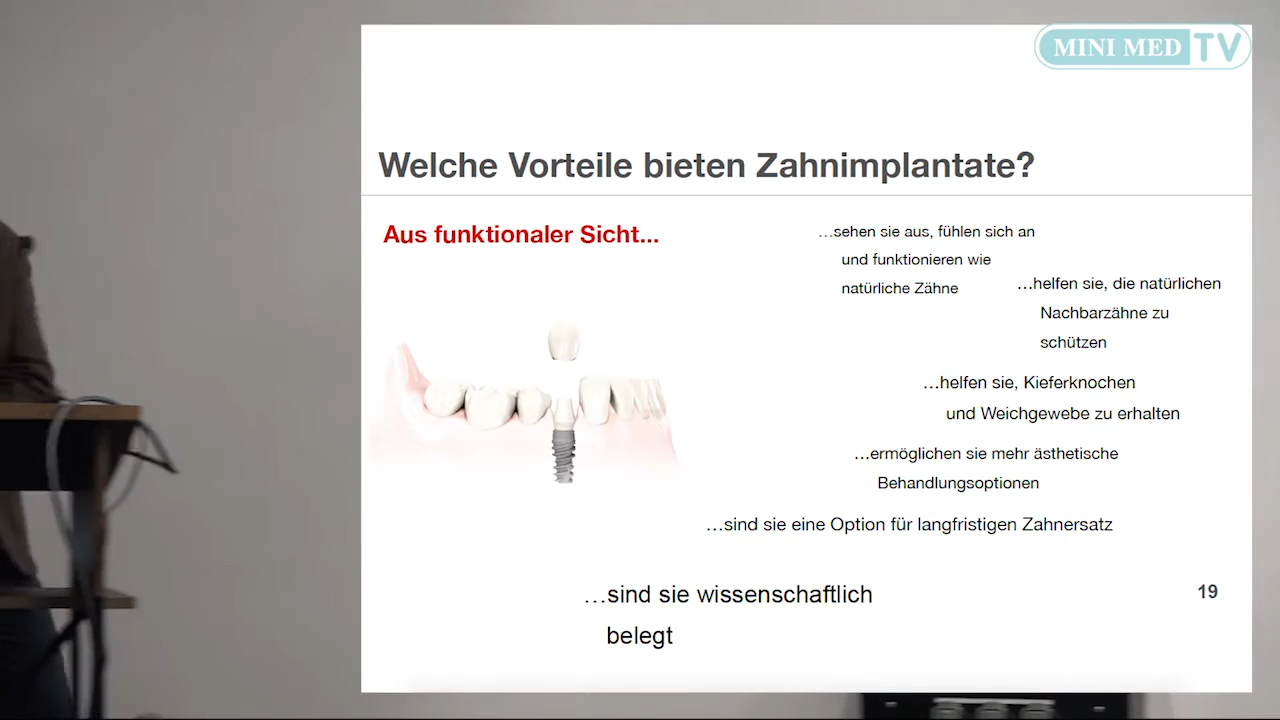 MINI MED TV
Welche Vorteile bieten Zahnimplantate?
Aus funktionaler Sicht...
…sehen sie aus, fühlen sich an
und funktionieren wie
natürliche Zähne
…helfen sie, die natürlichen
Nachbarzähne zu
schützen
…helfen sie, Kieferknochen
und Weichgewebe zu erhalten
…ermöglichen sie mehr ästhetische
Behandlungsoptionen
…sind sie eine Option für langfristigen Zahnersatz
…sind sie wissenschaftlich
belegt
19